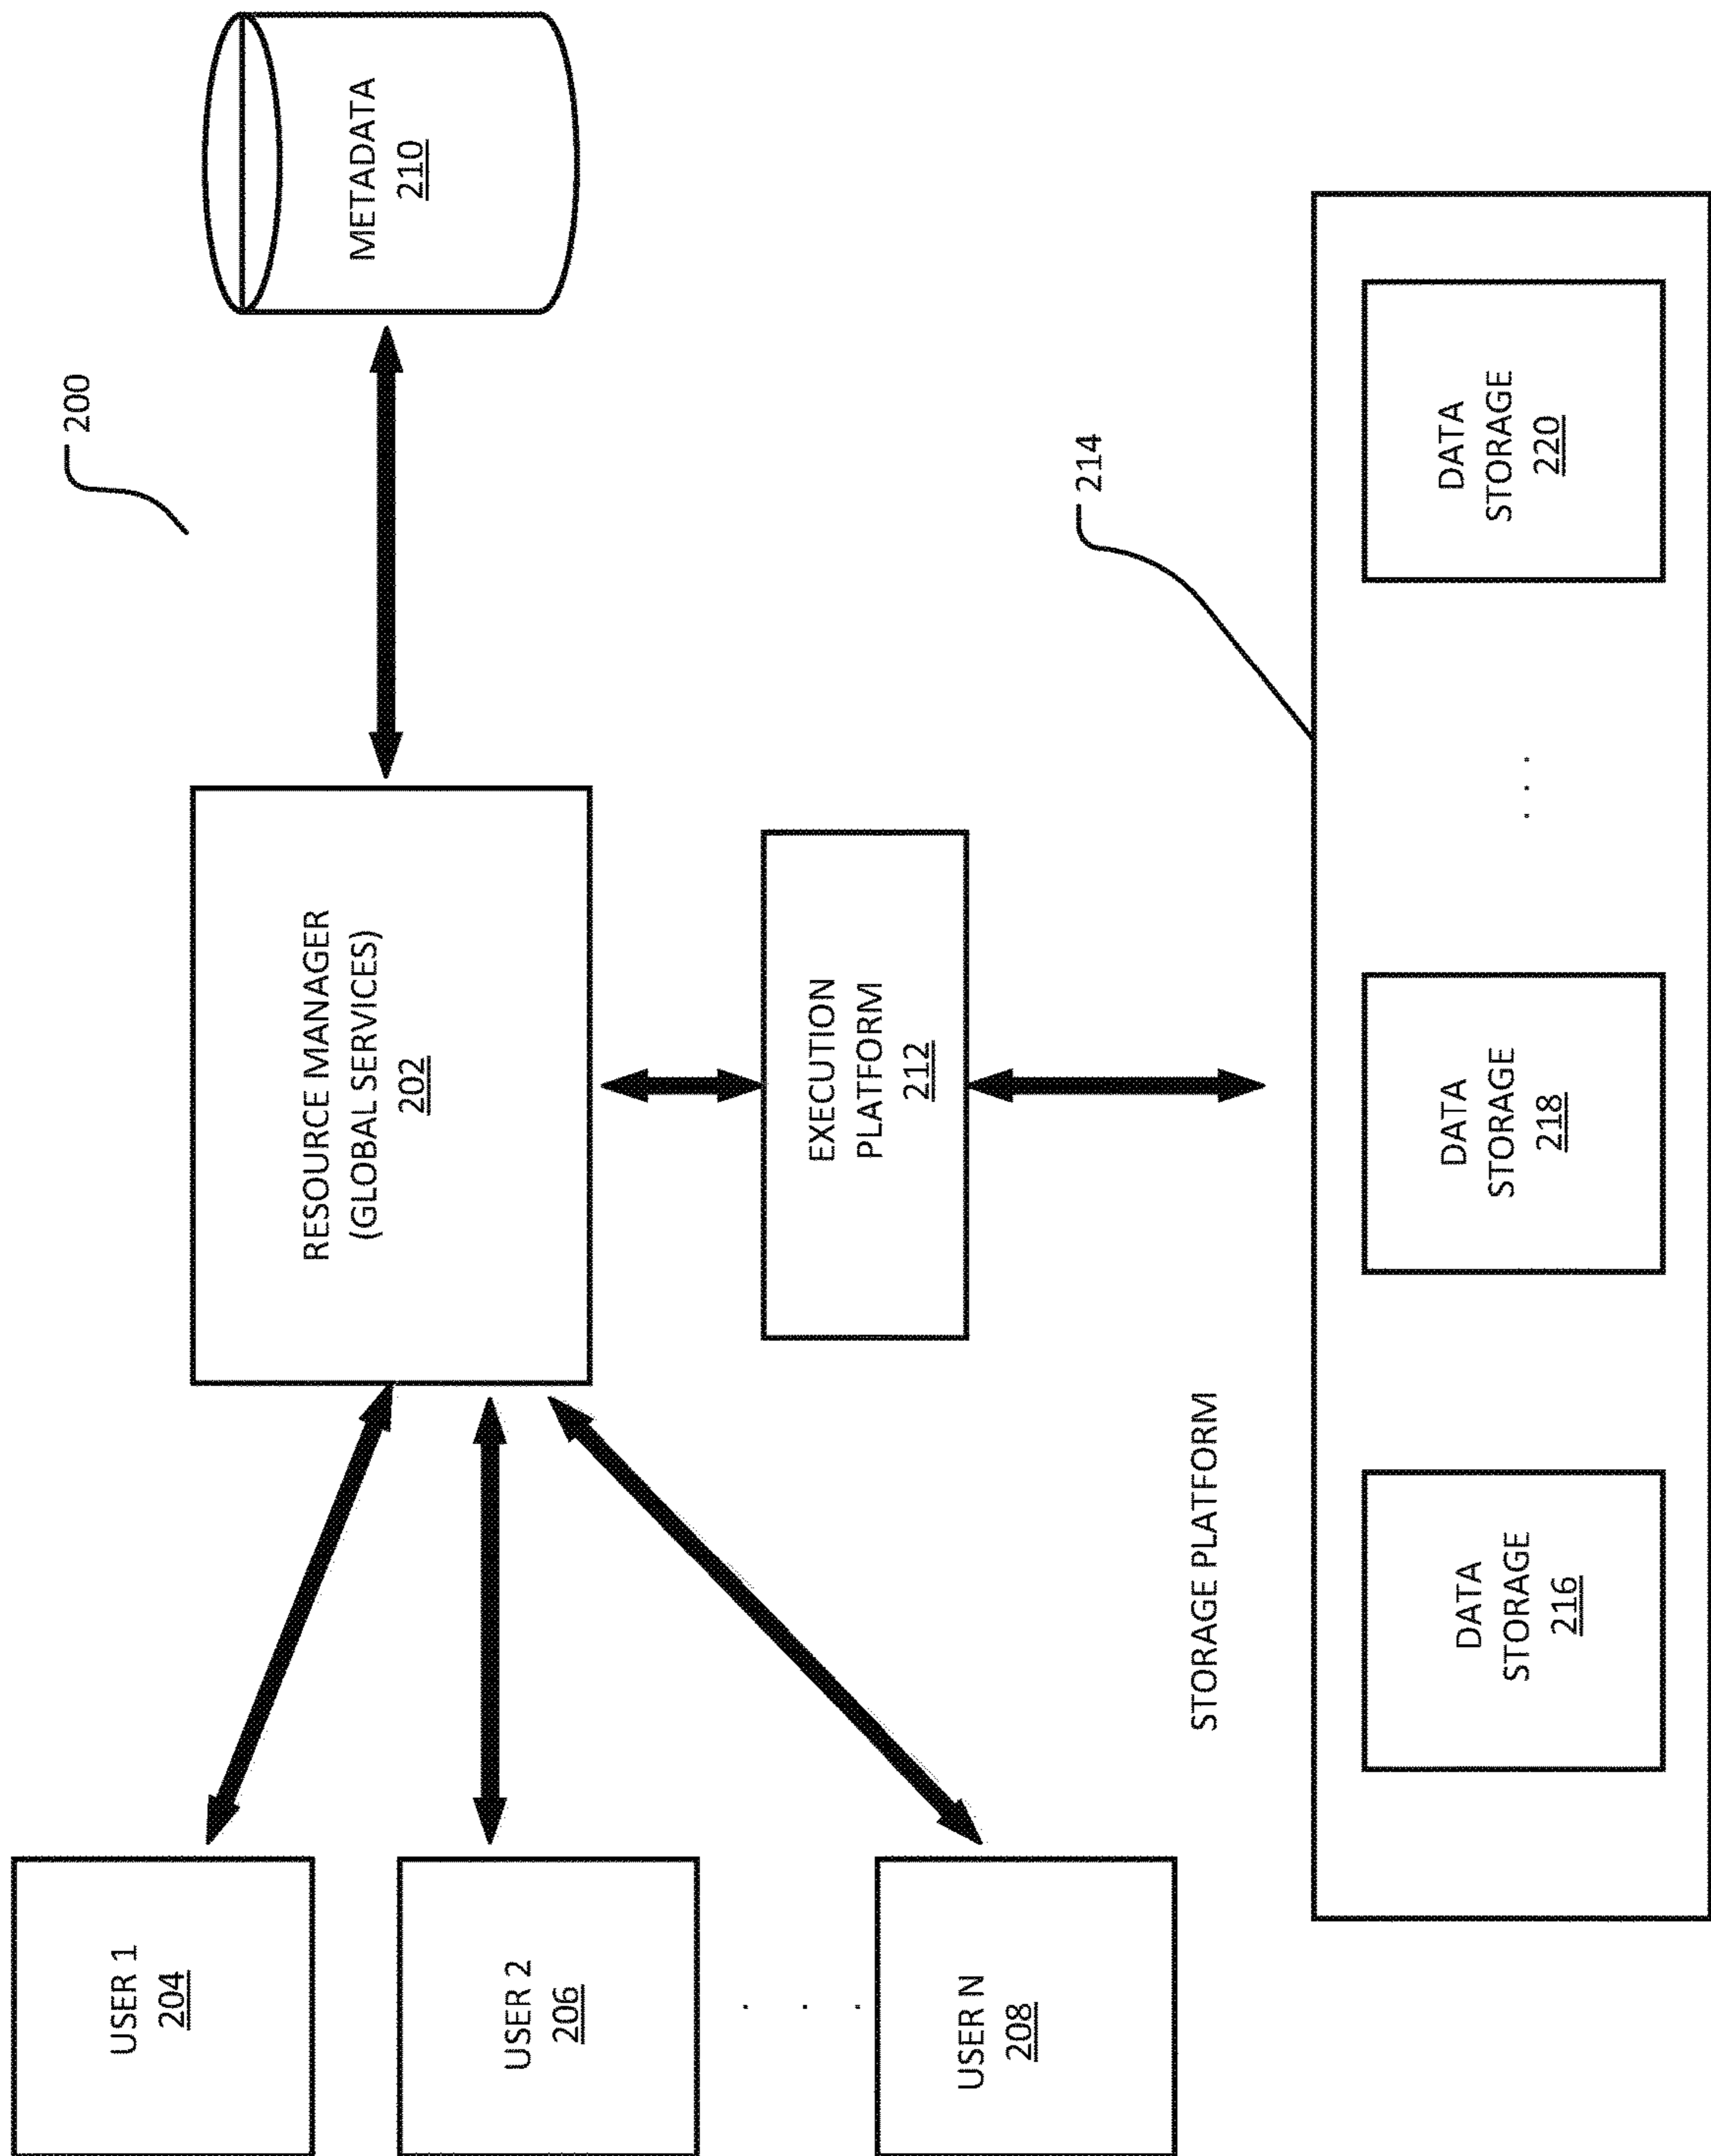 200
USER 1
204
USER 2
206
. . .
USER N
208
RESOURCE MANAGER
(GLOBAL SERVICES)
202
METADATA
210
EXECUTION
PLATFORM
212
STORAGE PLATFORM
214
DATA
STORAGE
216
DATA
STORAGE
218
. . .
DATA
STORAGE
220